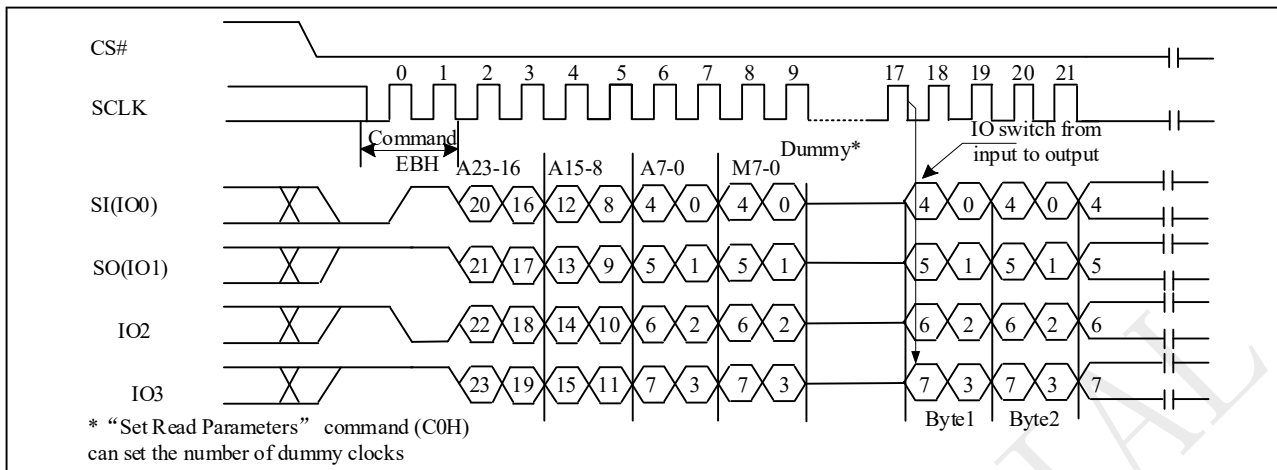 CS#
0 1 2 3 4 5 6 7 8 9 17 18 19 20 21
SCLK
Command
EBH
IO switch from
input to output
Dummy*
A23-16 A15-8 A7-0 M7-0
SI(IO0) 20 16 12 8 4 0 4 0 4 0 4 0 4
SO(IO1) 21 17 13 9 5 1 5 1 5 1 5 1 5
IO2 22 18 14 10 6 2 6 2 6 2 6 2 6
IO3 23 19 15 11 7 3 7 3 7 3 7 3 7
Byte1 Byte2
* “Set Read Parameters” command (C0H)
can set the number of dummy clocks